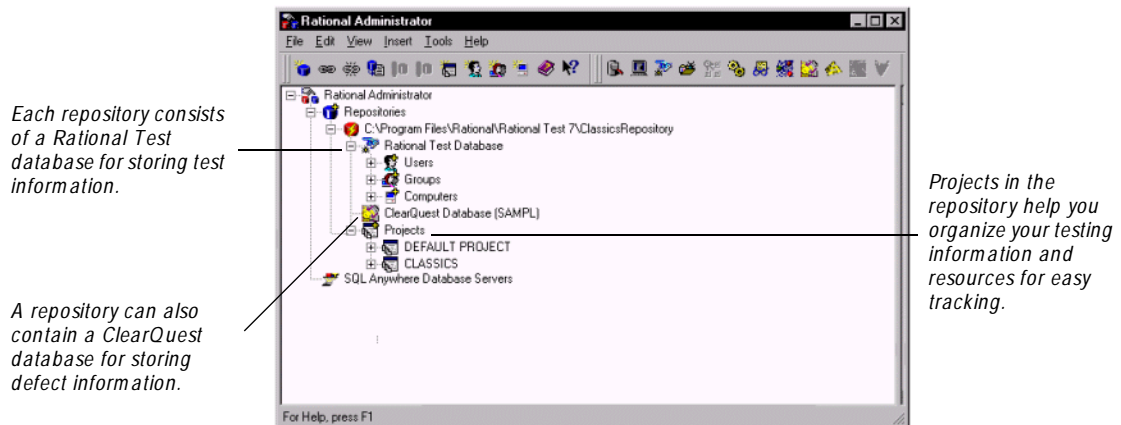 Rational Administrator
File Edit View Insert Tools Help
Rational Administrator
Repositories
C:\Program Files\Rational\Rational Test 7\ClassicsRepository
Rational Test Database
Users
Groups
Computers
ClearQuest Database (SAMPL)
Projects
DEFAULT PROJECT
CLASSICS
SQL Anywhere Database Servers
For Help, press F1
Each repository consists
of a Rational Test
database for storing test
information.
A repository can also
contain a ClearQuest
database for storing
defect information.
Projects in the
repository help you
organize your testing
information and
resources for easy
tracking.